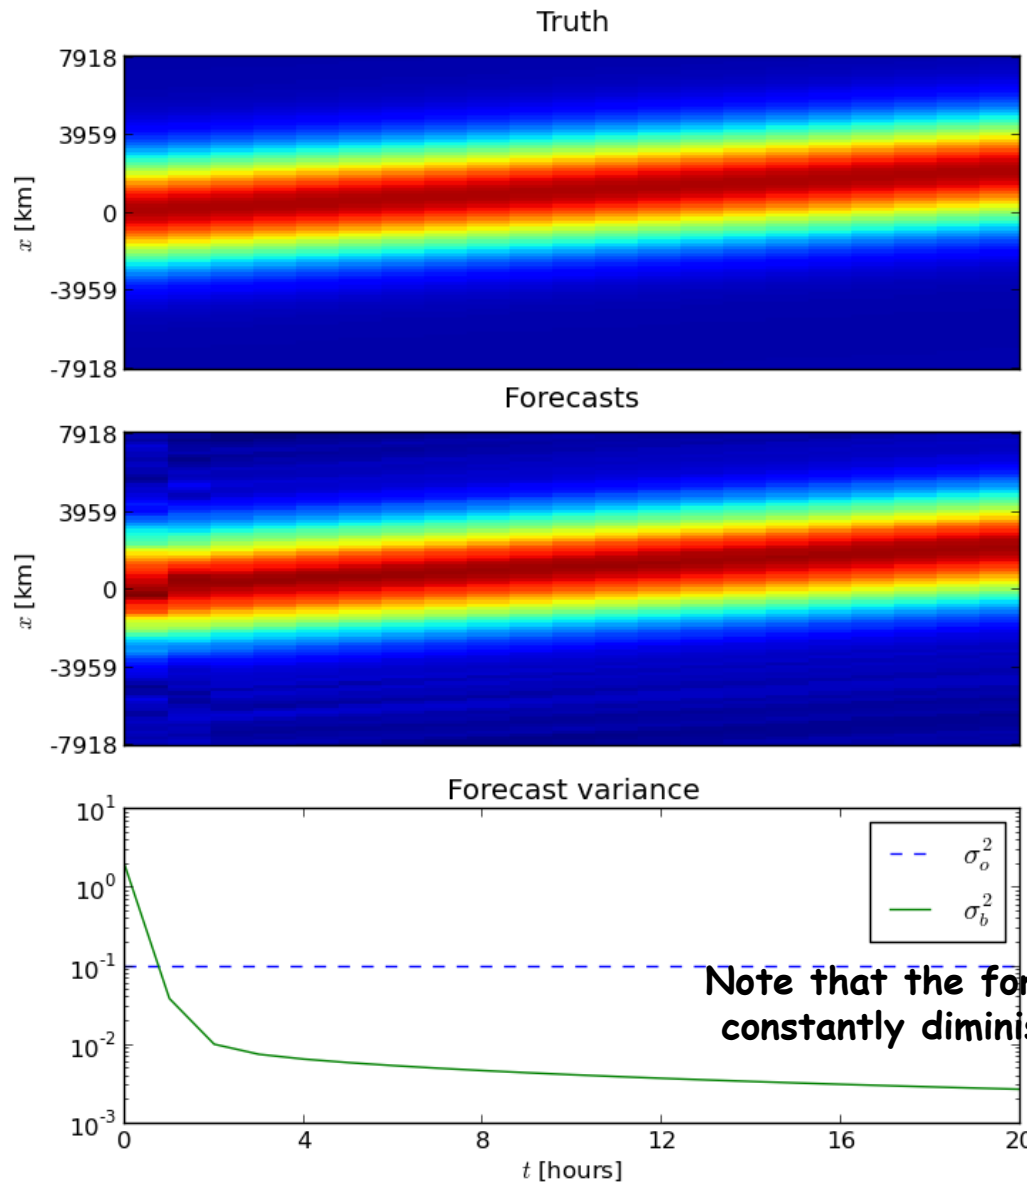 Truth
7918
3959
0
-3959
-7918
x [km]
Forecasts
7918
3959
0
-3959
-7918
x [km]
Forecast variance
10^1
10^0
10^-1
10^-2
10^-3
σ_o^2
σ_b^2
Note that the for
constantly diminis
0 4 8 12 16 20
t [hours]